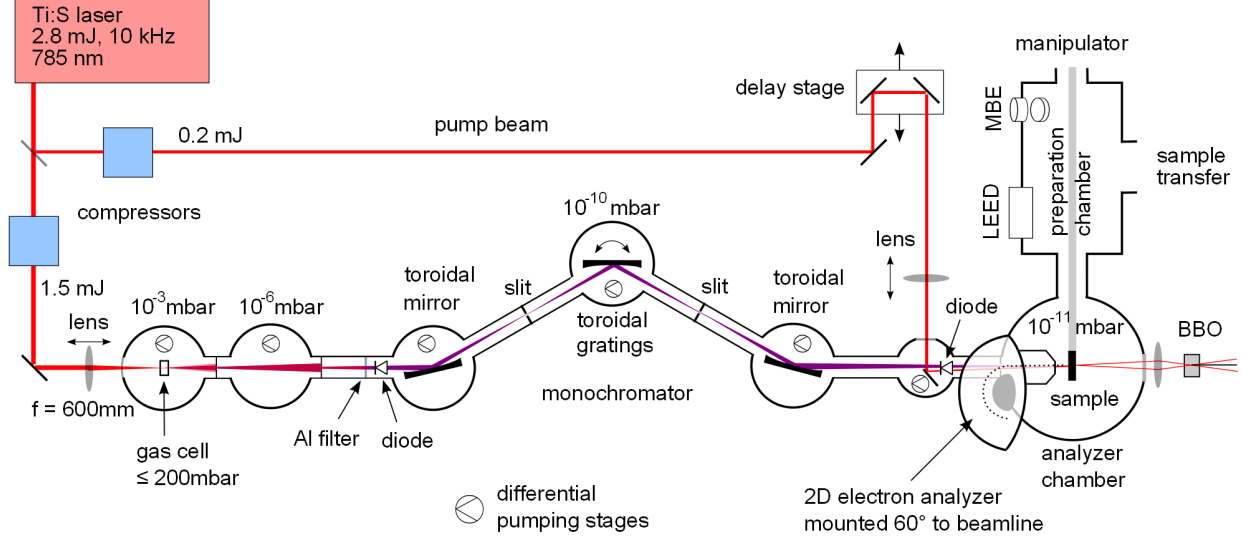 Ti:S laser
2.8 mJ, 10 kHz
785 nm
0.2 mJ
pump beam
delay stage
manipulator
MBE
LEED
preparation
chamber
sample
transfer
compressors
1.5 mJ
lens
f = 600mm
10⁻³ mbar
10⁻⁶ mbar
gas cell
≤ 200mbar
Al filter
diode
toroidal
mirror
slit
10⁻¹⁰ mbar
toroidal
gratings
slit
monochromator
toroidal
mirror
lens
diode
10⁻¹¹ mbar
BBO
sample
analyzer
chamber
2D electron analyzer
mounted 60° to beamline
differential
pumping stages